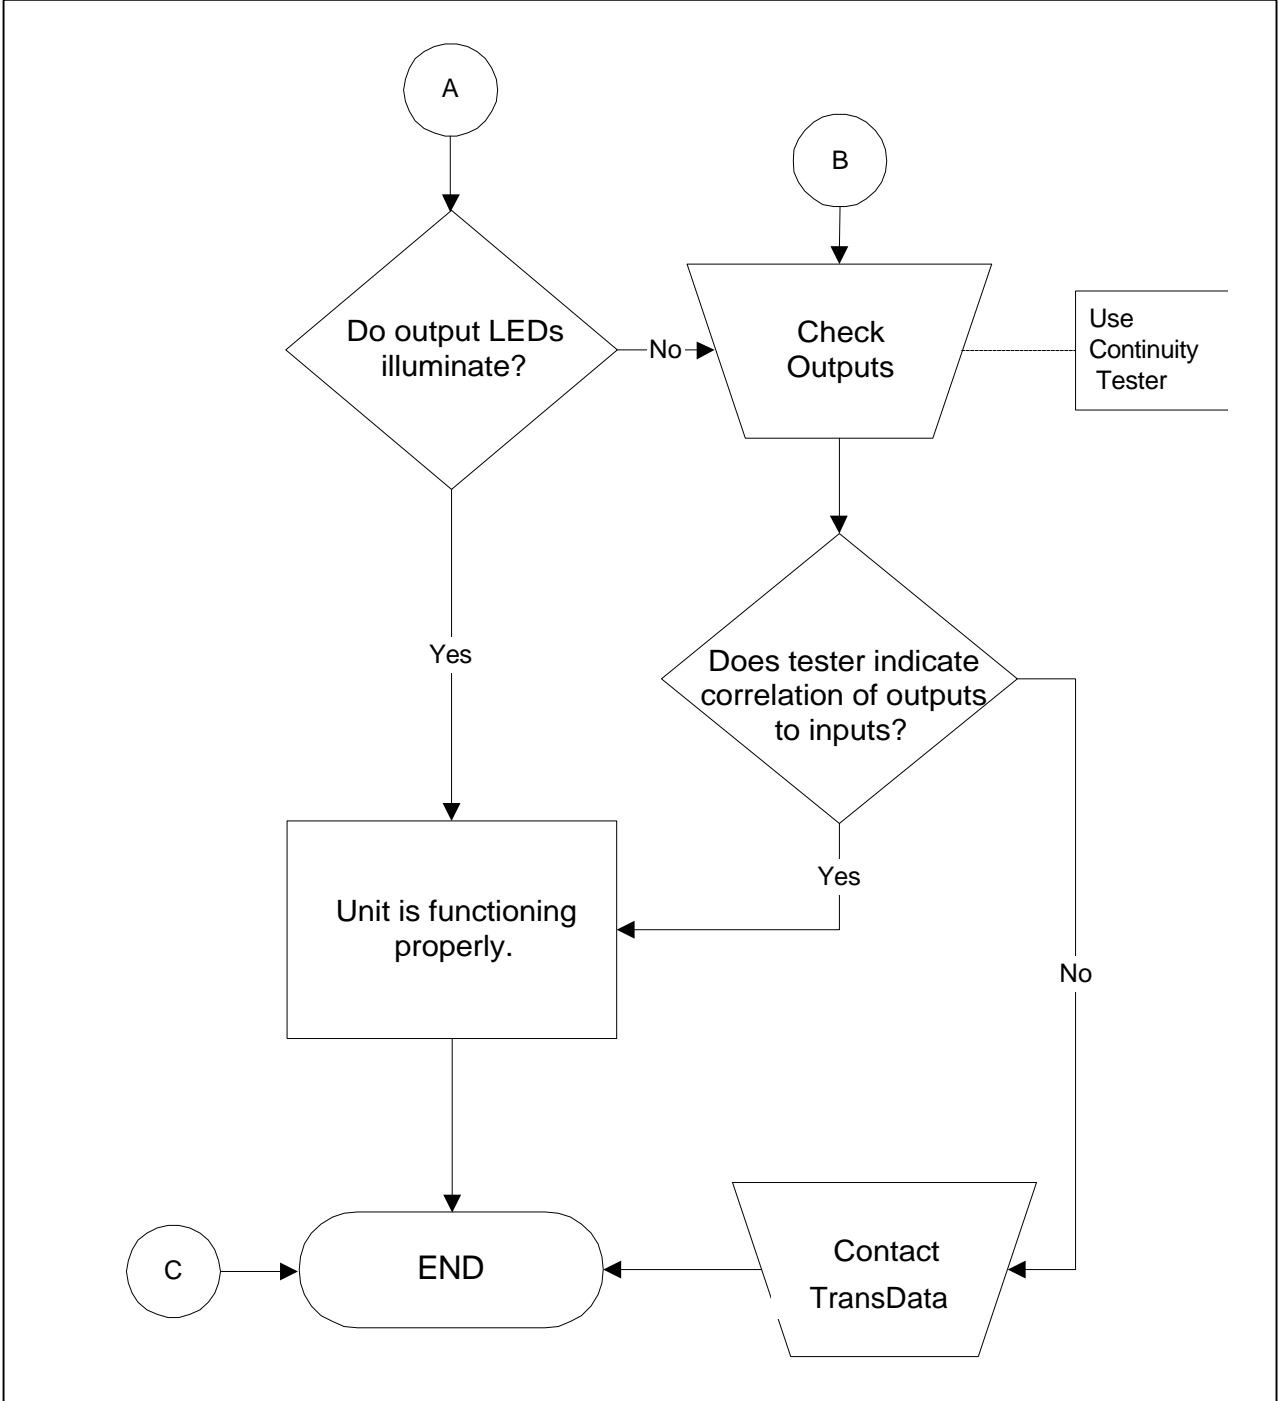 A
B
Do output LEDs
illuminate?
No
Check
Outputs
Use
Continuity
Tester
Yes
Does tester indicate
correlation of outputs
to inputs?
Yes
Unit is functioning
properly.
No
C
END
Contact
TransData